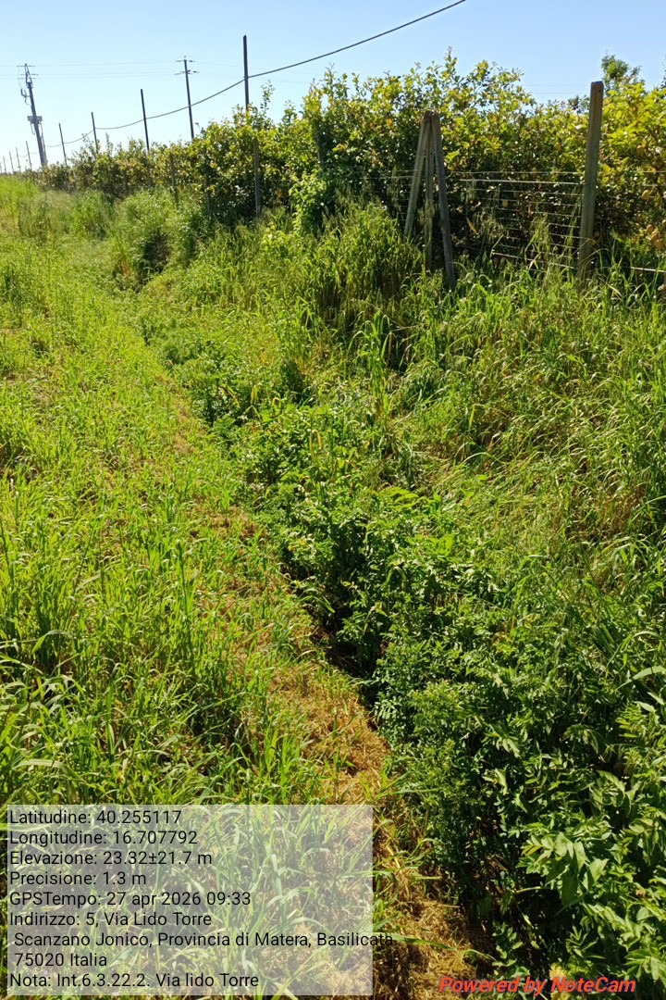 Latitudine: 40.255117
Longitudine: 16.707792
Elevazione: 23.32±21.7 m
Precisione: 1.3 m
GPSTempo: 27 apr 2026 09:33
Indirizzo: 5, Via Lido Torre
Scanzano Jonico, Provincia di Matera, Basilicata
75020 Italia
Nota: Int.6.3.22.2. Via lido Torre
Powered by NoteCam